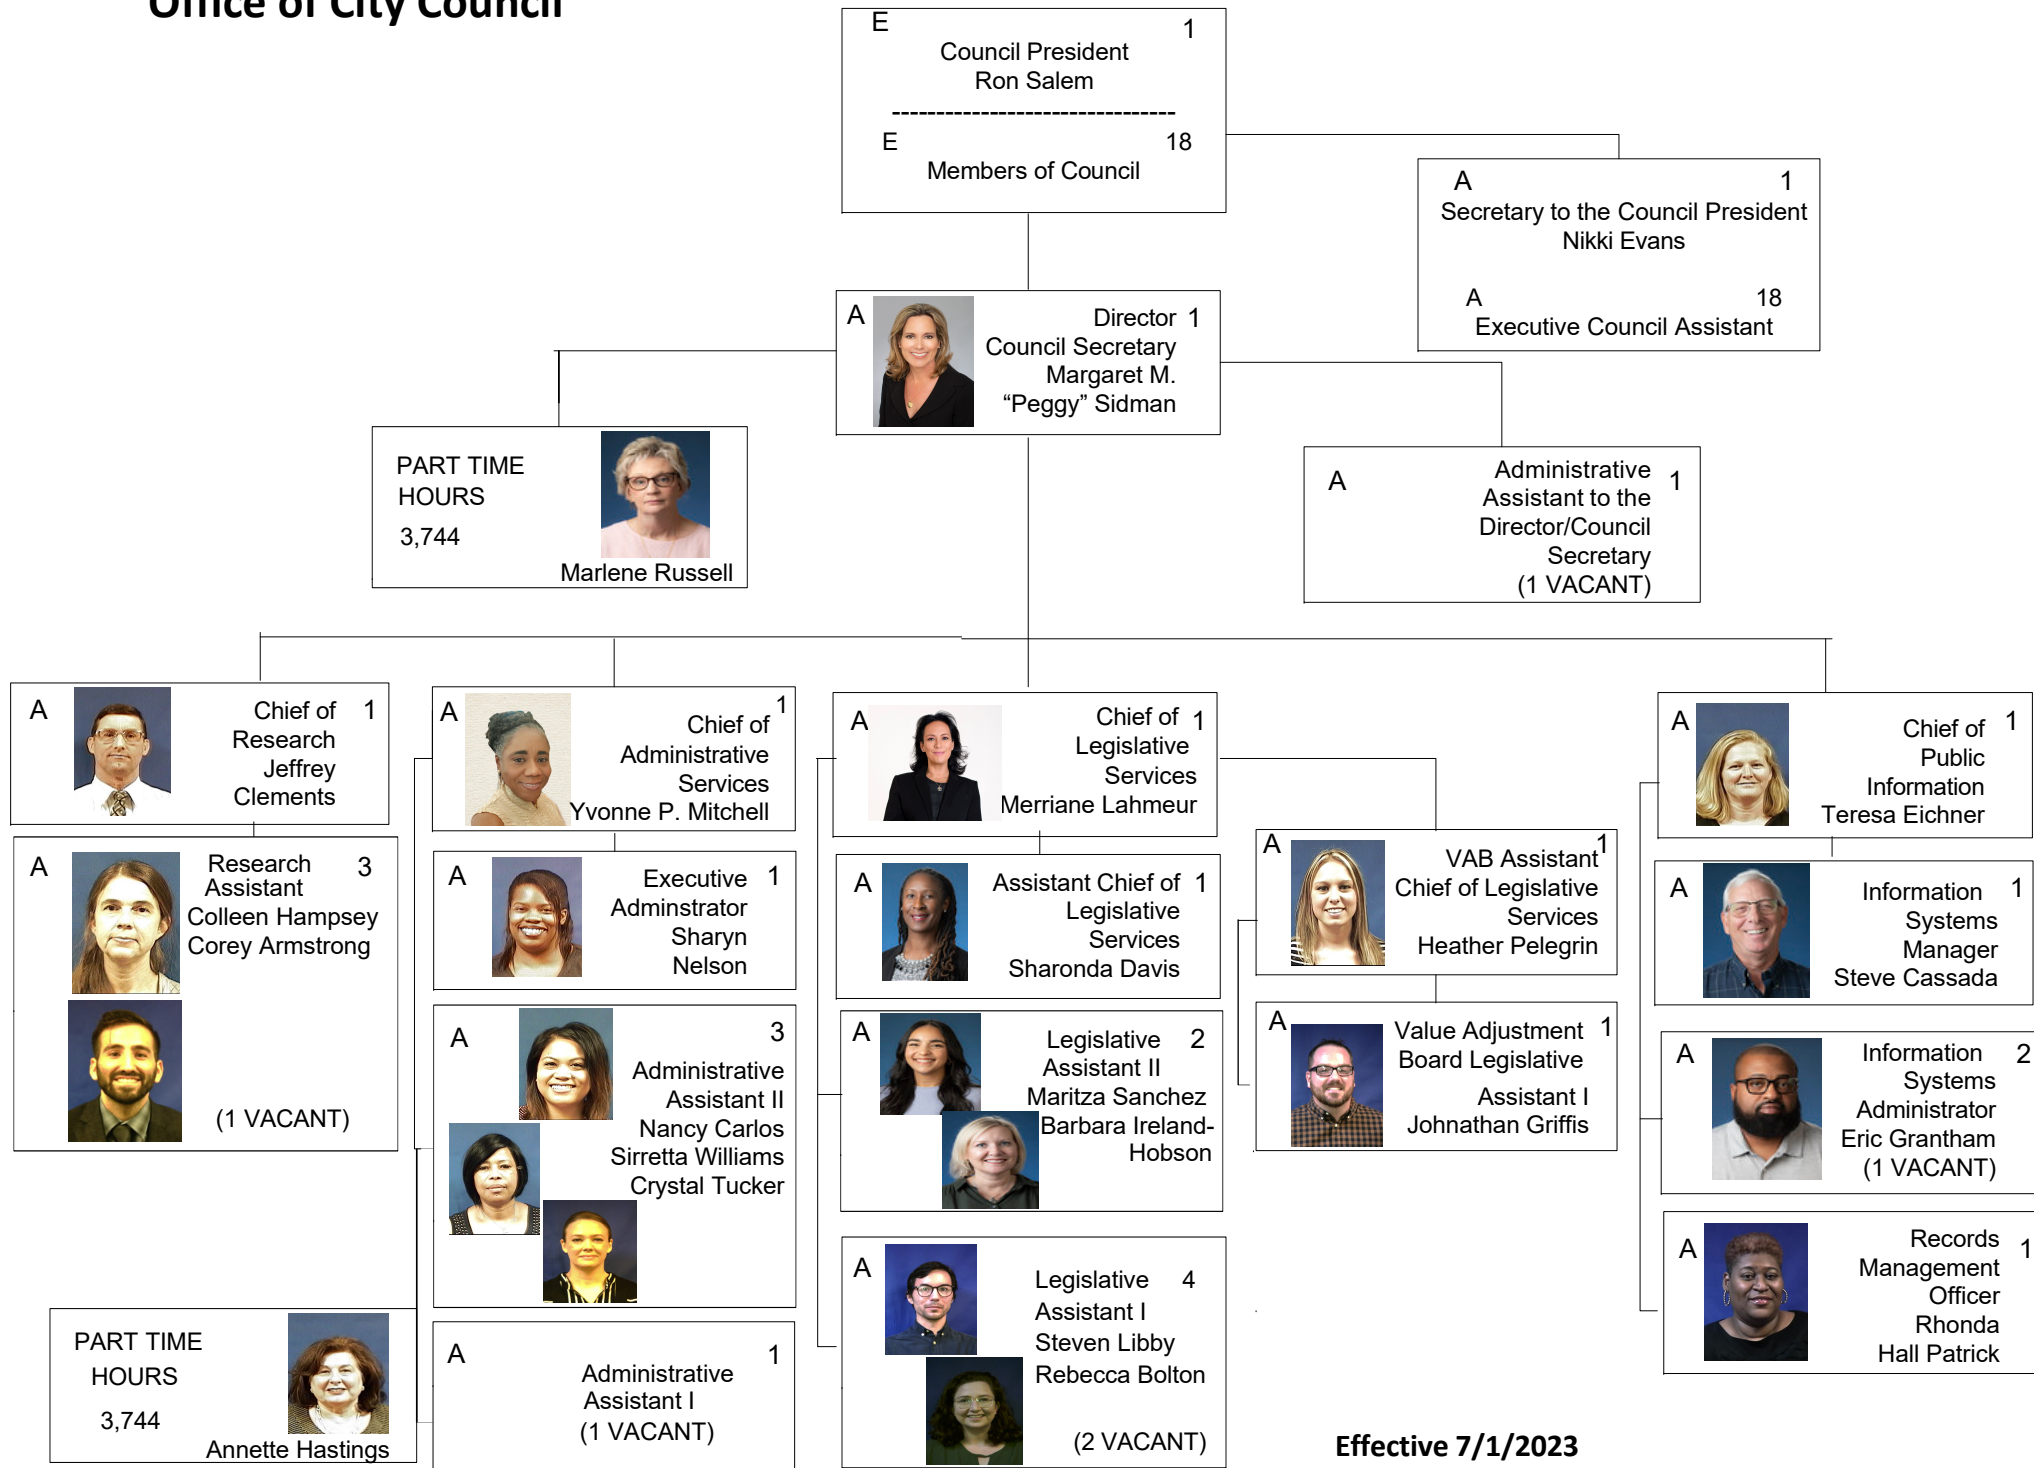 Office of City Council
E 1
Council President
Ron Salem
--------------------------------
E 18
Members of Council
A 1
Secretary to the Council President
Nikki Evans
A 18
Executive Council Assistant
A Director 1
Council Secretary
Margaret M.
“Peggy” Sidman
PART TIME
HOURS
3,744
Marlene Russell
A Administrative 1
Assistant to the
Director/Council
Secretary
(1 VACANT)
A Chief of 1
Research
Jeffrey
Clements
A Research 3
Assistant
Colleen Hampsey
Corey Armstrong
(1 VACANT)
A Chief of 1
Administrative
Services
Yvonne P. Mitchell
A Executive 1
Adminstrator
Sharyn
Nelson
A 3
Administrative
Assistant II
Nancy Carlos
Sirretta Williams
Crystal Tucker
PART TIME
HOURS
3,744
Annette Hastings
A 1
Administrative
Assistant I
(1 VACANT)
A Chief of 1
Legislative
Services
Merriane Lahmeur
A Assistant Chief of 1
Legislative
Services
Sharonda Davis
A Legislative 2
Assistant II
Maritza Sanchez
Barbara Ireland-
Hobson
A Legislative 4
Assistant I
Steven Libby
Rebecca Bolton
(2 VACANT)
A VAB Assistant 1
Chief of Legislative
Services
Heather Pelegrin
A Value Adjustment 1
Board Legislative
Assistant I
Johnathan Griffis
A Chief of 1
Public
Information
Teresa Eichner
A Information 1
Systems
Manager
Steve Cassada
A Information 2
Systems
Administrator
Eric Grantham
(1 VACANT)
A Records 1
Management
Officer
Rhonda
Hall Patrick
Effective 7/1/2023